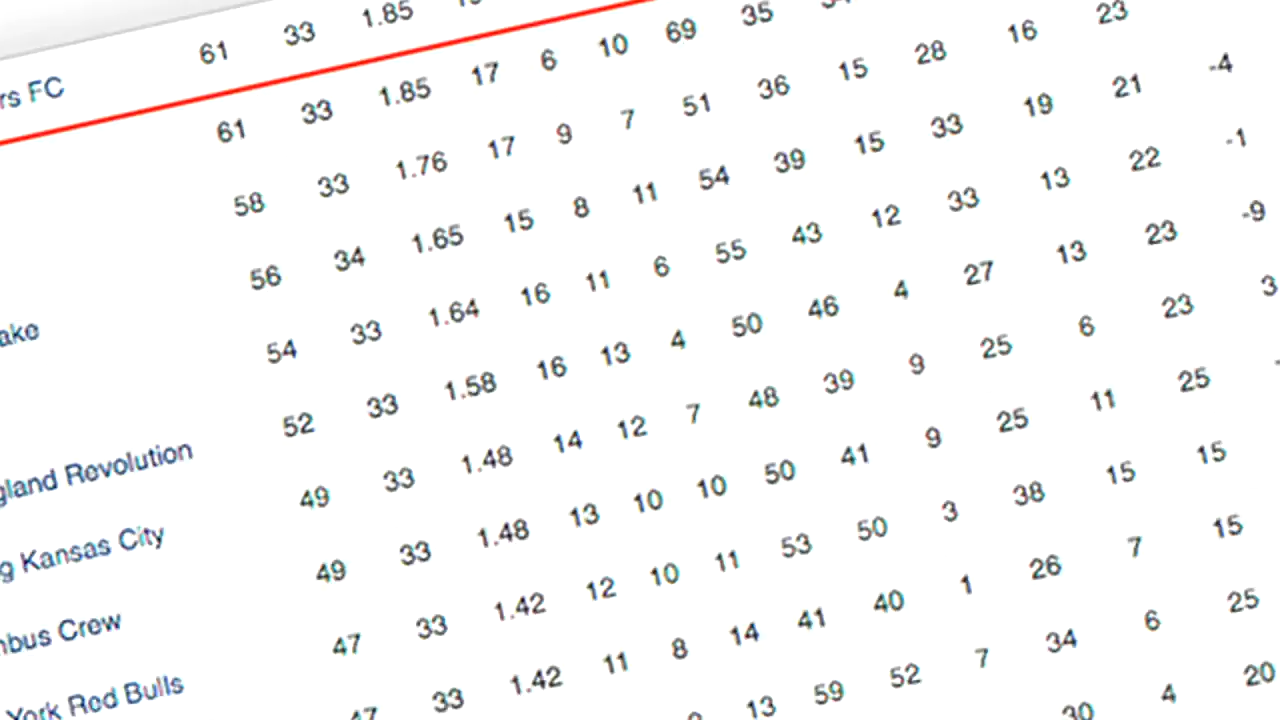 rs FC 61 33 1.85
61 33 1.85 17 6 10 69 35
58 33 1.76 17 9 7 51 36 15 28 16 23
ake 56 34 1.65 15 8 11 54 39 15 33 19 21 -4
54 33 1.64 16 11 6 55 43 12 33 13 22 -1
gland Revolution 52 33 1.58 16 13 4 50 46 4 27 13 23 -9
g Kansas City 49 33 1.48 14 12 7 48 39 9 25 6 23 3
mbus Crew 49 33 1.48 13 10 10 50 41 9 25 11 25
York Red Bulls 47 33 1.42 12 10 11 53 50 3 38 15 15
47 33 1.42 11 8 14 41 40 1 26 7 15
13 59 52 7 34 6 25
30 4 20